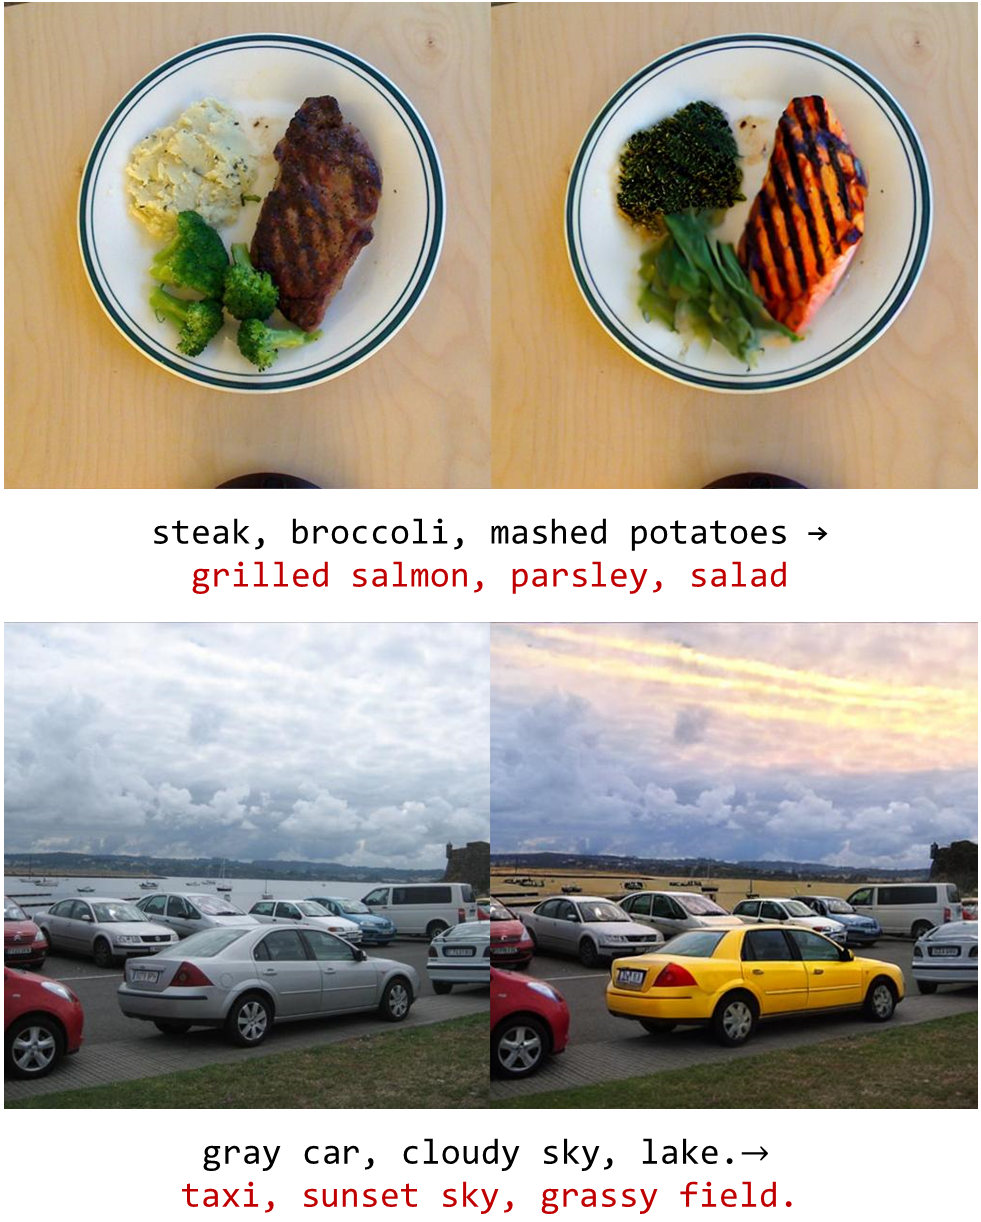 steak, broccoli, mashed potatoes →
grilled salmon, parsley, salad
gray car, cloudy sky, lake.→
taxi, sunset sky, grassy field.